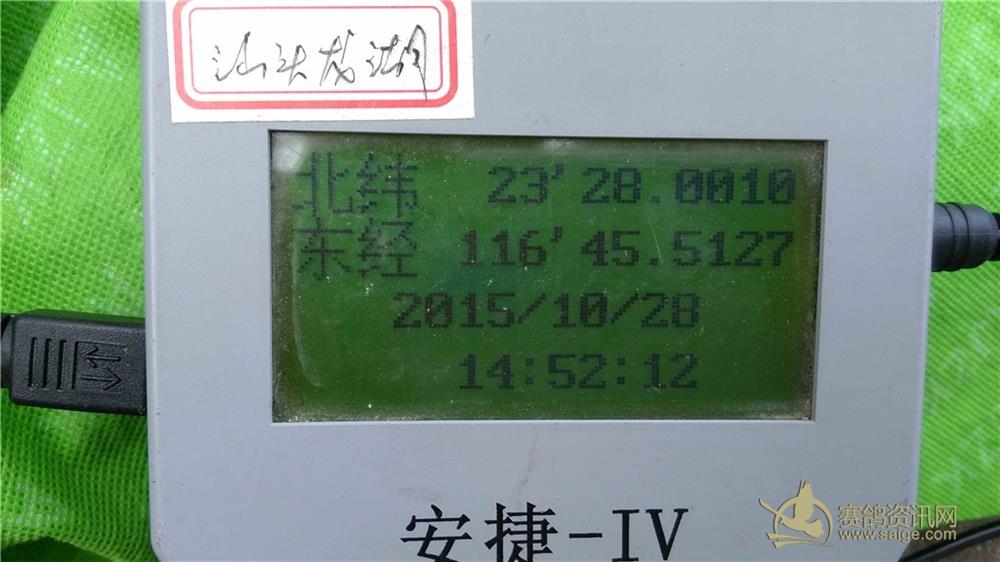 汕头龙湖
北纬 23'28.0010
东经 116'45.5127
2015/10/28
14:52:12
安捷-IV
赛鸽资讯网
www.saige.com